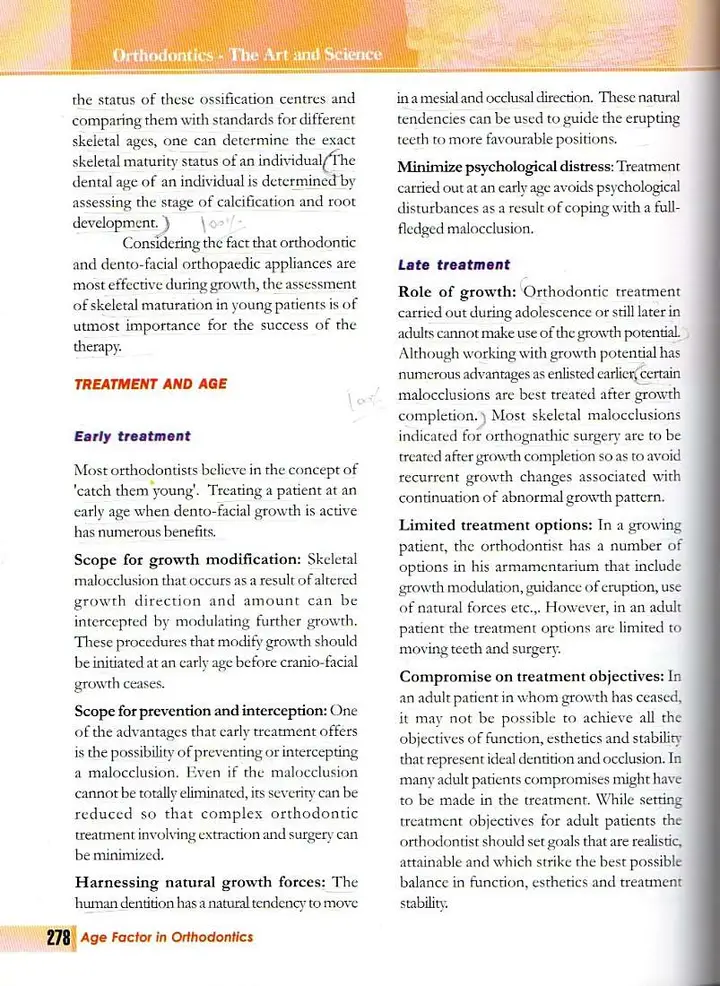 Orthodontics - The Art and Science
the status of these ossification centres and
comparing them with standards for different
skeletal ages, one can determine the exact
skeletal maturity status of an individual. (The
dental age of an individual is determined by
assessing the stage of calcification and root
development.)
100%
Considering the fact that orthodontic
and dento-facial orthopaedic appliances are
most effective during growth, the assessment
of skeletal maturation in young patients is of
utmost importance for the success of the
therapy.
TREATMENT AND AGE
Early treatment
Most orthodontists believe in the concept of
'catch them young'. Treating a patient at an
early age when dento-facial growth is active
has numerous benefits.
Scope for growth modification: Skeletal
malocclusion that occurs as a result of altered
growth direction and amount can be
intercepted by modulating further growth.
These procedures that modify growth should
be initiated at an early age before cranio-facial
growth ceases.
Scope for prevention and interception: One
of the advantages that early treatment offers
is the possibility of preventing or intercepting
a malocclusion. Even if the malocclusion
cannot be totally eliminated, its severity can be
reduced so that complex orthodontic
treatment involving extraction and surgery can
be minimized.
Harnessing natural growth forces: The
human dentition has a natural tendency to move
in a mesial and occlusal direction. These natural
tendencies can be used to guide the erupting
teeth to more favourable positions.
Minimize psychological distress: Treatment
carried out at an early age avoids psychological
disturbances as a result of coping with a full-
fledged malocclusion.
Late treatment
Role of growth: (Orthodontic treatment
carried out during adolescence or still later in
adults cannot make use of the growth potential.)
Although working with growth potential has
numerous advantages as enlisted earlier, (certain
malocclusions are best treated after growth
completion.) Most skeletal malocclusions
100%
indicated for orthognathic surgery are to be
treated after growth completion so as to avoid
recurrent growth changes associated with
continuation of abnormal growth pattern.
Limited treatment options: In a growing
patient, the orthodontist has a number of
options in his armamentarium that include
growth modulation, guidance of eruption, use
of natural forces etc.,. However, in an adult
patient the treatment options are limited to
moving teeth and surgery.
Compromise on treatment objectives: In
an adult patient in whom growth has ceased,
it may not be possible to achieve all the
objectives of function, esthetics and stability
that represent ideal dentition and occlusion. In
many adult patients compromises might have
to be made in the treatment. While setting
treatment objectives for adult patients the
orthodontist should set goals that are realistic,
attainable and which strike the best possible
balance in function, esthetics and treatment
stability.
278 Age Factor in Orthodontics